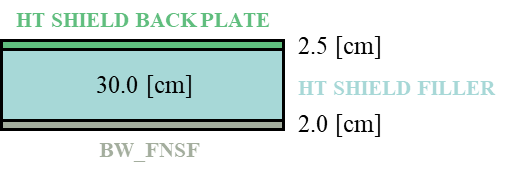 HT SHIELD BACK PLATE
2.5 [cm]
30.0 [cm]
HT SHIELD FILLER
2.0 [cm]
BW_FNSF